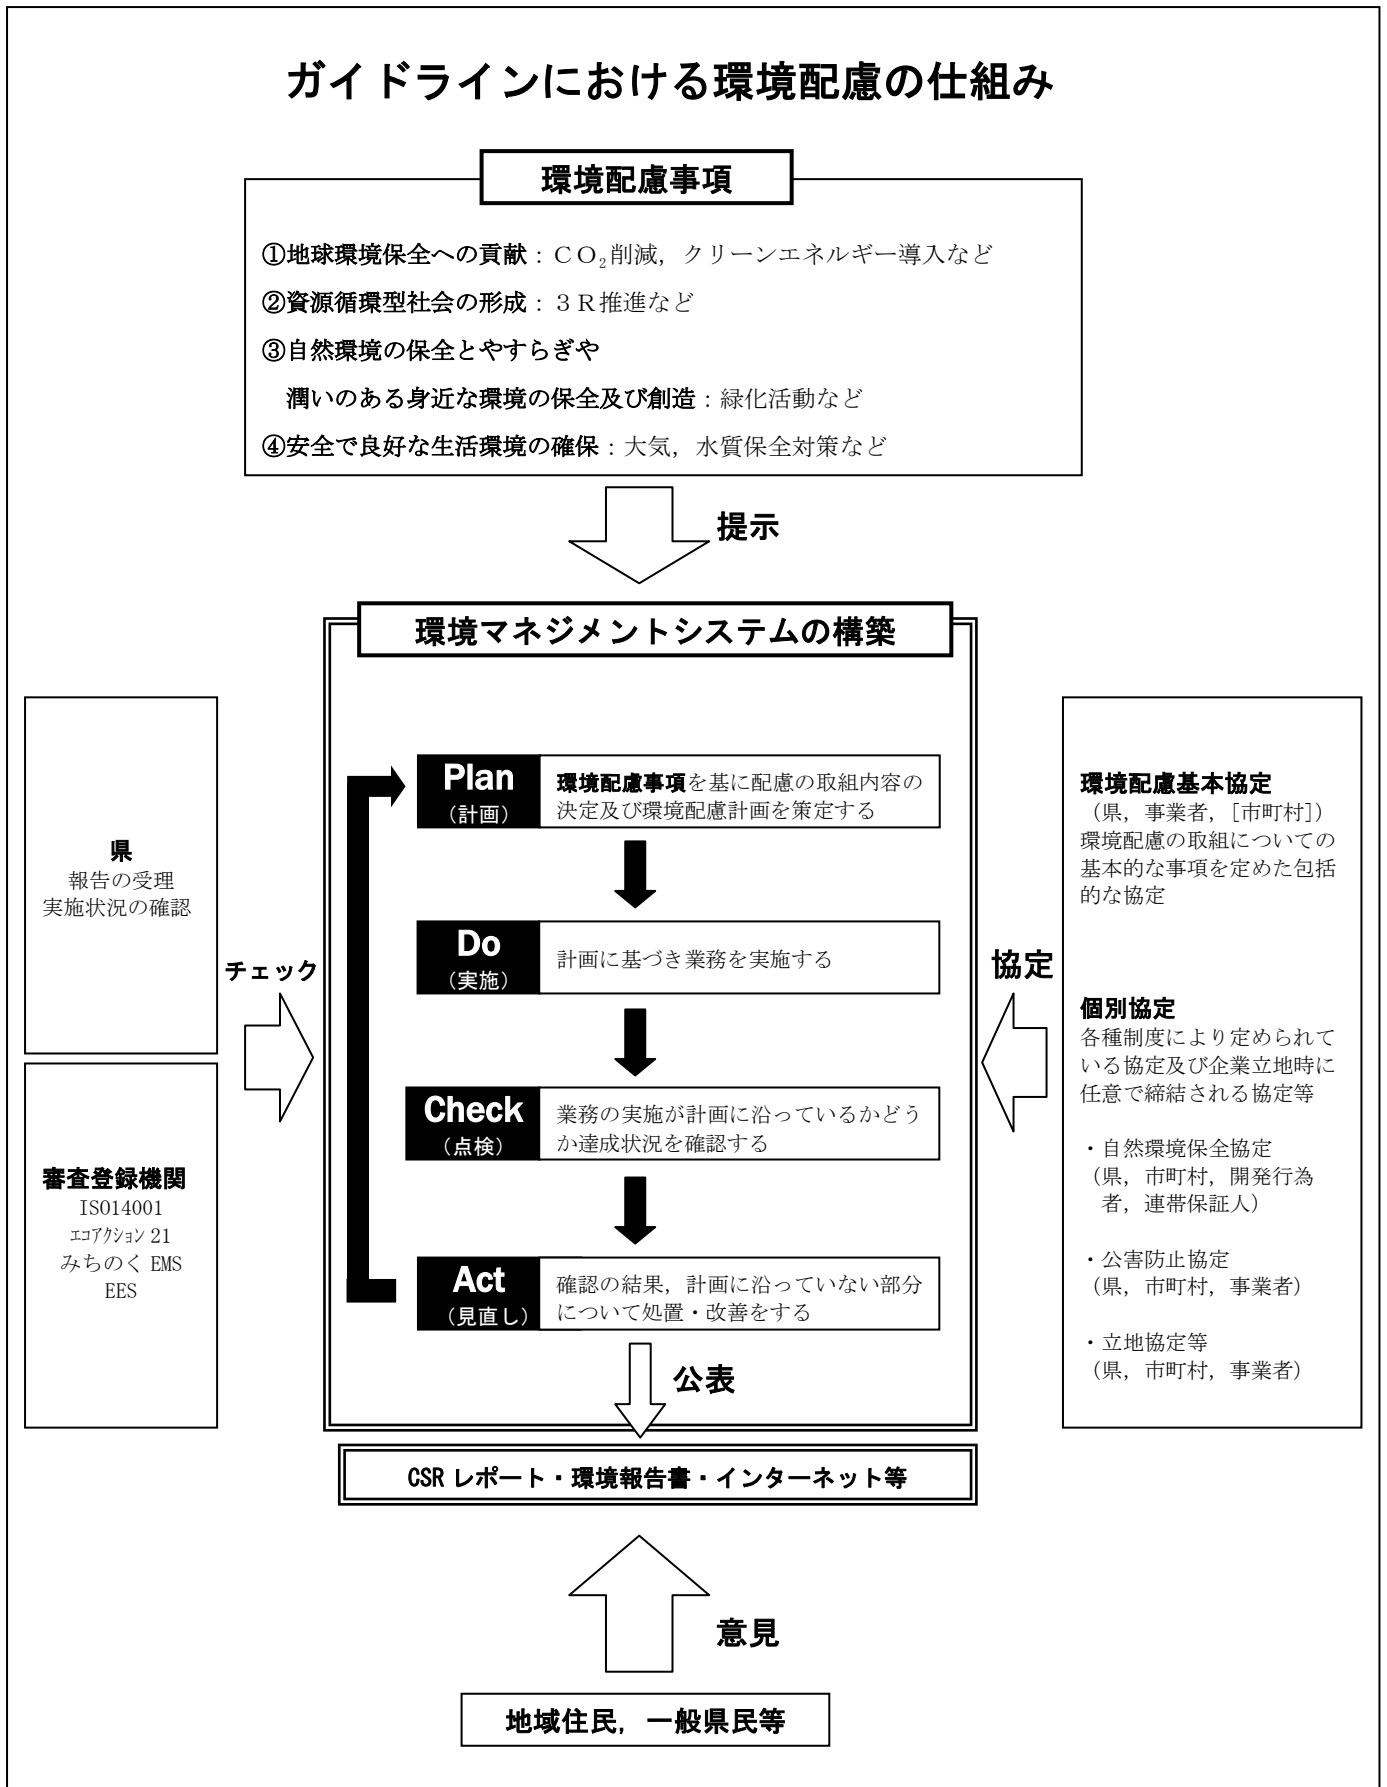 ガイドラインにおける環境配慮の仕組み
環境配慮事項
①地球環境保全への貢献：ＣＯ₂削減，クリーンエネルギー導入など
②資源循環型社会の形成：３Ｒ推進など
③自然環境の保全とやすらぎや
潤いのある身近な環境の保全及び創造：緑化活動など
④安全で良好な生活環境の確保：大気，水質保全対策など
提示
環境マネジメントシステムの構築
県
報告の受理
実施状況の確認
審査登録機関
ISO14001
ｴｺｱｸｼｮﾝ 21
みちのく EMS
EES
チェック
Plan
（計画）
環境配慮事項を基に配慮の取組内容の
決定及び環境配慮計画を策定する
Do
（実施）
計画に基づき業務を実施する
Check
（点検）
業務の実施が計画に沿っているかどう
か達成状況を確認する
Act
（見直し）
確認の結果，計画に沿っていない部分
について処置・改善をする
公表
CSR レポート・環境報告書・インターネット等
協定
環境配慮基本協定
（県，事業者，[市町村]）
環境配慮の取組についての
基本的な事項を定めた包括
的な協定
個別協定
各種制度により定められて
いる協定及び企業立地時に
任意で締結される協定等
・自然環境保全協定
（県，市町村，開発行為
者，連帯保証人）
・公害防止協定
（県，市町村，事業者）
・立地協定等
（県，市町村，事業者）
意見
地域住民，一般県民等